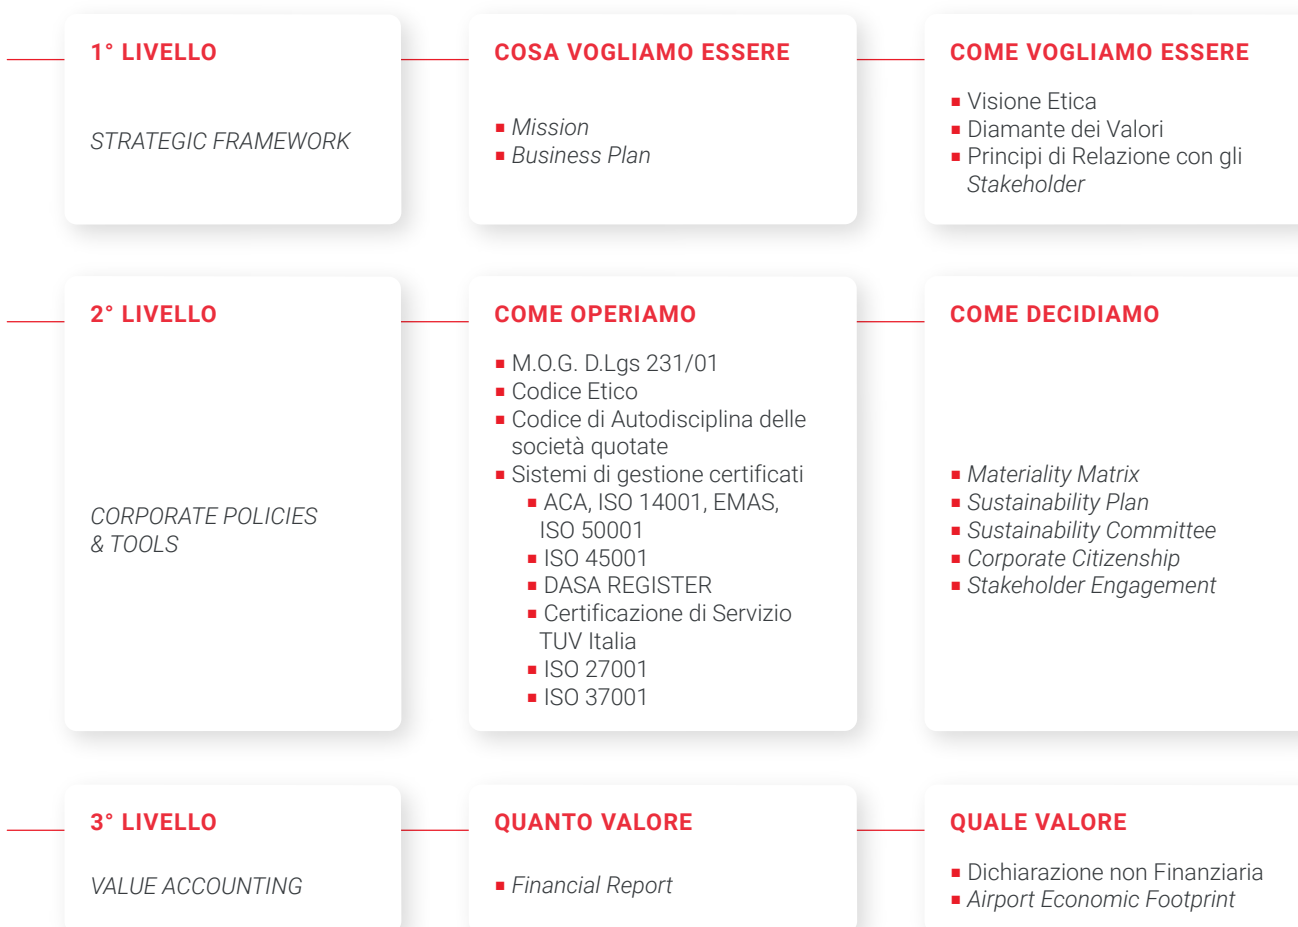 1° LIVELLO
STRATEGIC FRAMEWORK
COSA VOGLIAMO ESSERE
■ Mission
■ Business Plan
COME VOGLIAMO ESSERE
■ Visione Etica
■ Diamante dei Valori
■ Principi di Relazione con gli
Stakeholder
2° LIVELLO
CORPORATE POLICIES
& TOOLS
COME OPERIAMO
■ M.O.G. D.Lgs 231/01
■ Codice Etico
■ Codice di Autodisciplina delle
società quotate
■ Sistemi di gestione certificati
■ ACA, ISO 14001, EMAS,
ISO 50001
■ ISO 45001
■ DASA REGISTER
■ Certificazione di Servizio
TUV Italia
■ ISO 27001
■ ISO 37001
COME DECIDIAMO
■ Materiality Matrix
■ Sustainability Plan
■ Sustainability Committee
■ Corporate Citizenship
■ Stakeholder Engagement
3° LIVELLO
VALUE ACCOUNTING
QUANTO VALORE
■ Financial Report
QUALE VALORE
■ Dichiarazione non Finanziaria
■ Airport Economic Footprint